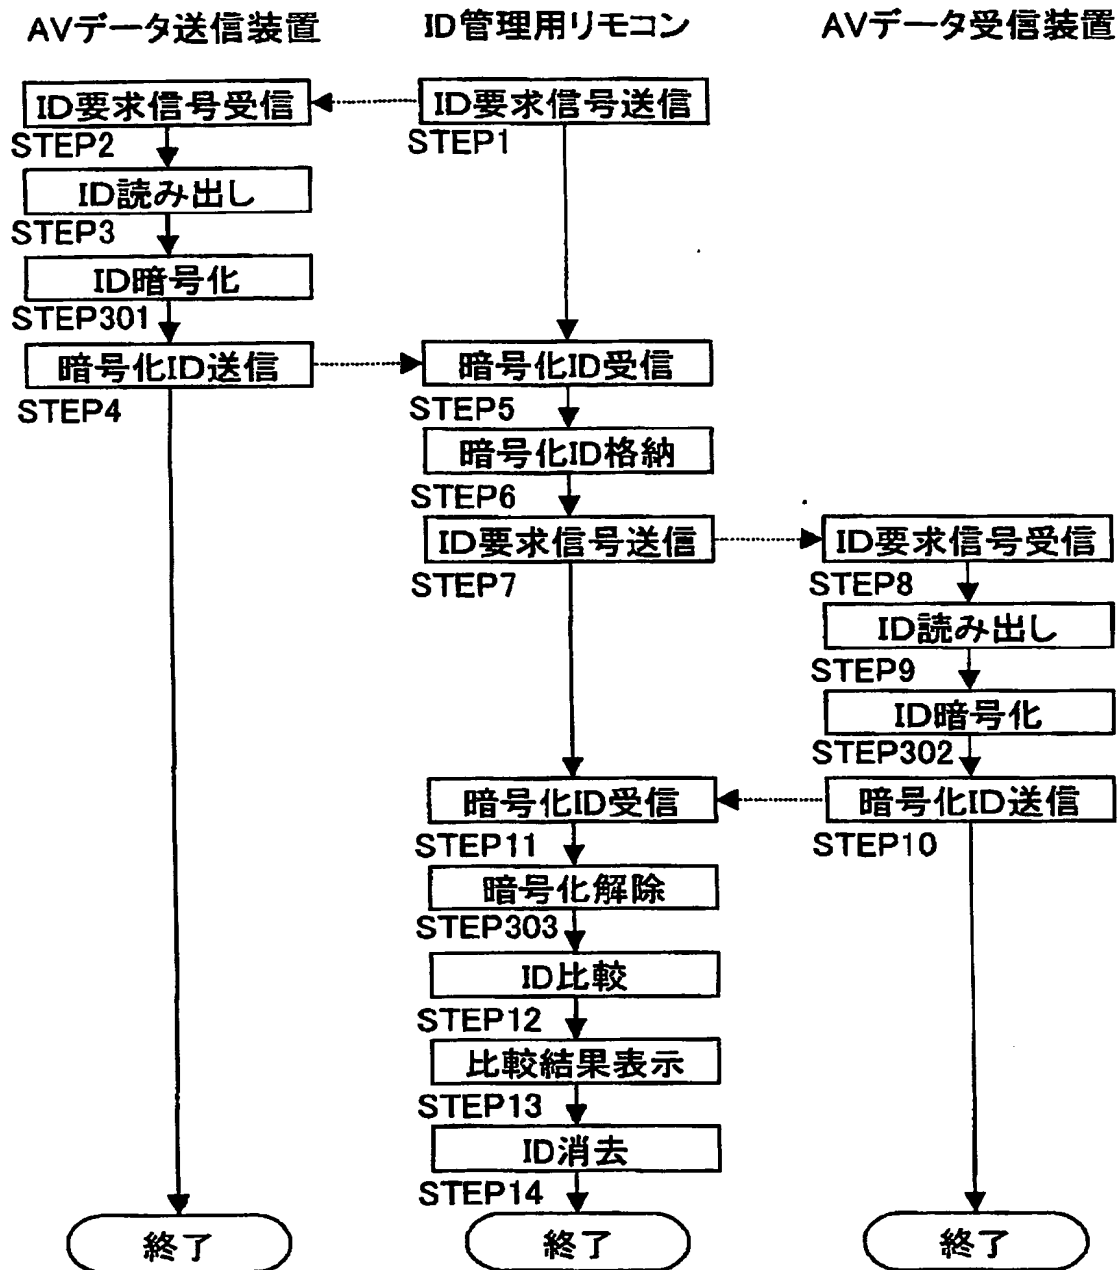 AVデータ送信装置
ID管理用リモコン
AVデータ受信装置
ID要求信号受信
ID要求信号送信
STEP2
STEP1
ID読み出し
STEP3
ID暗号化
STEP301
暗号化ID送信
暗号化ID受信
STEP4
STEP5
暗号化ID格納
STEP6
ID要求信号送信
ID要求信号受信
STEP7
STEP8
ID読み出し
STEP9
ID暗号化
STEP302
暗号化ID受信
暗号化ID送信
STEP11
STEP10
暗号化解除
STEP303
ID比較
STEP12
比較結果表示
STEP13
ID消去
STEP14
終了
終了
終了